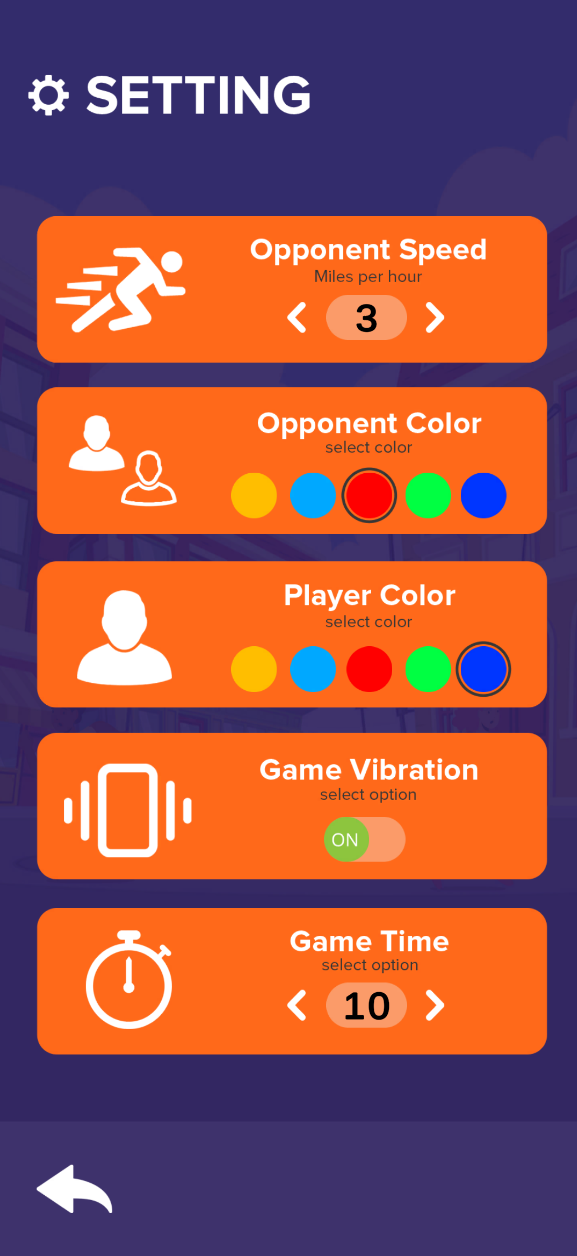 SETTING
Opponent Speed
Miles per hour
3
Opponent Color
select color
Player Color
select color
Game Vibration
select option
ON
Game Time
select option
10